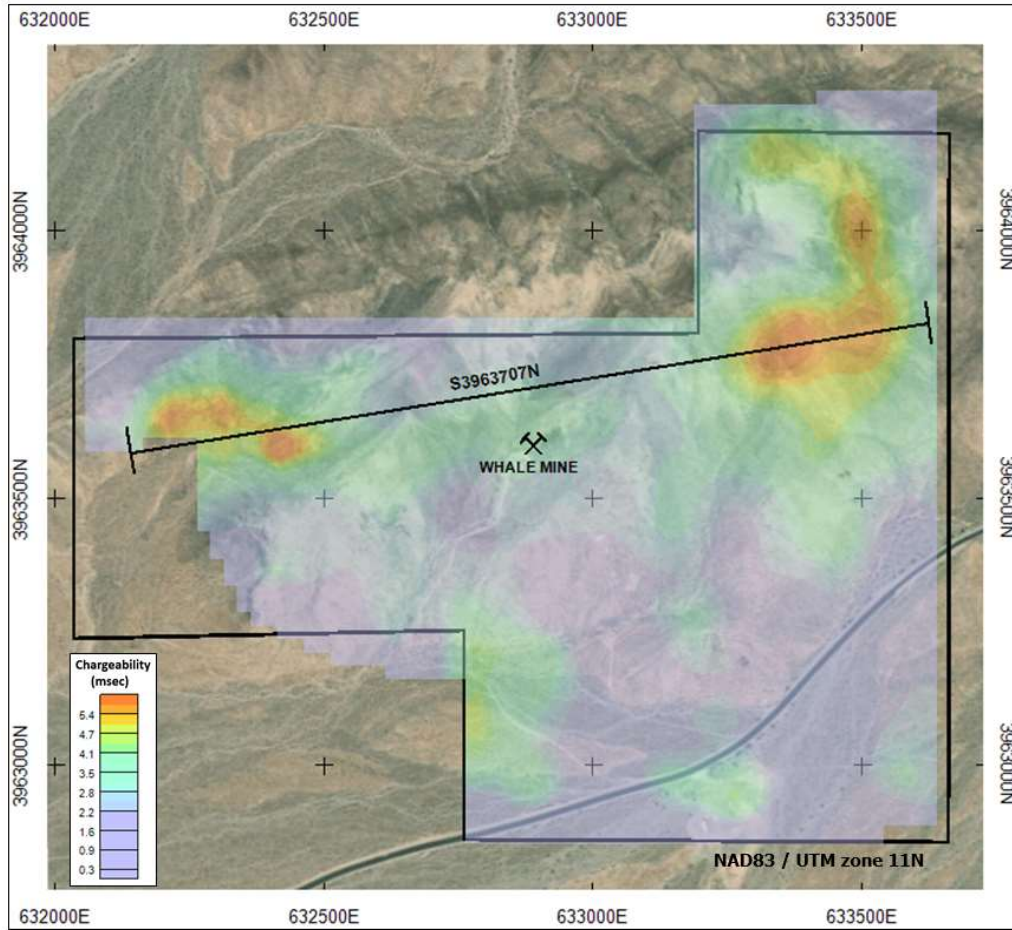 632000E 632500E 633000E 633500E
3964000N
3964000N
S3963707N
WHALE MINE
3963500N
3963500N
Chargeability
(msec)
5.4
4.7
4.1
3.5
2.8
2.2
1.6
0.9
0.3
3963000N
3963000N
NAD83 / UTM zone 11N
632000E 632500E 633000E 633500E